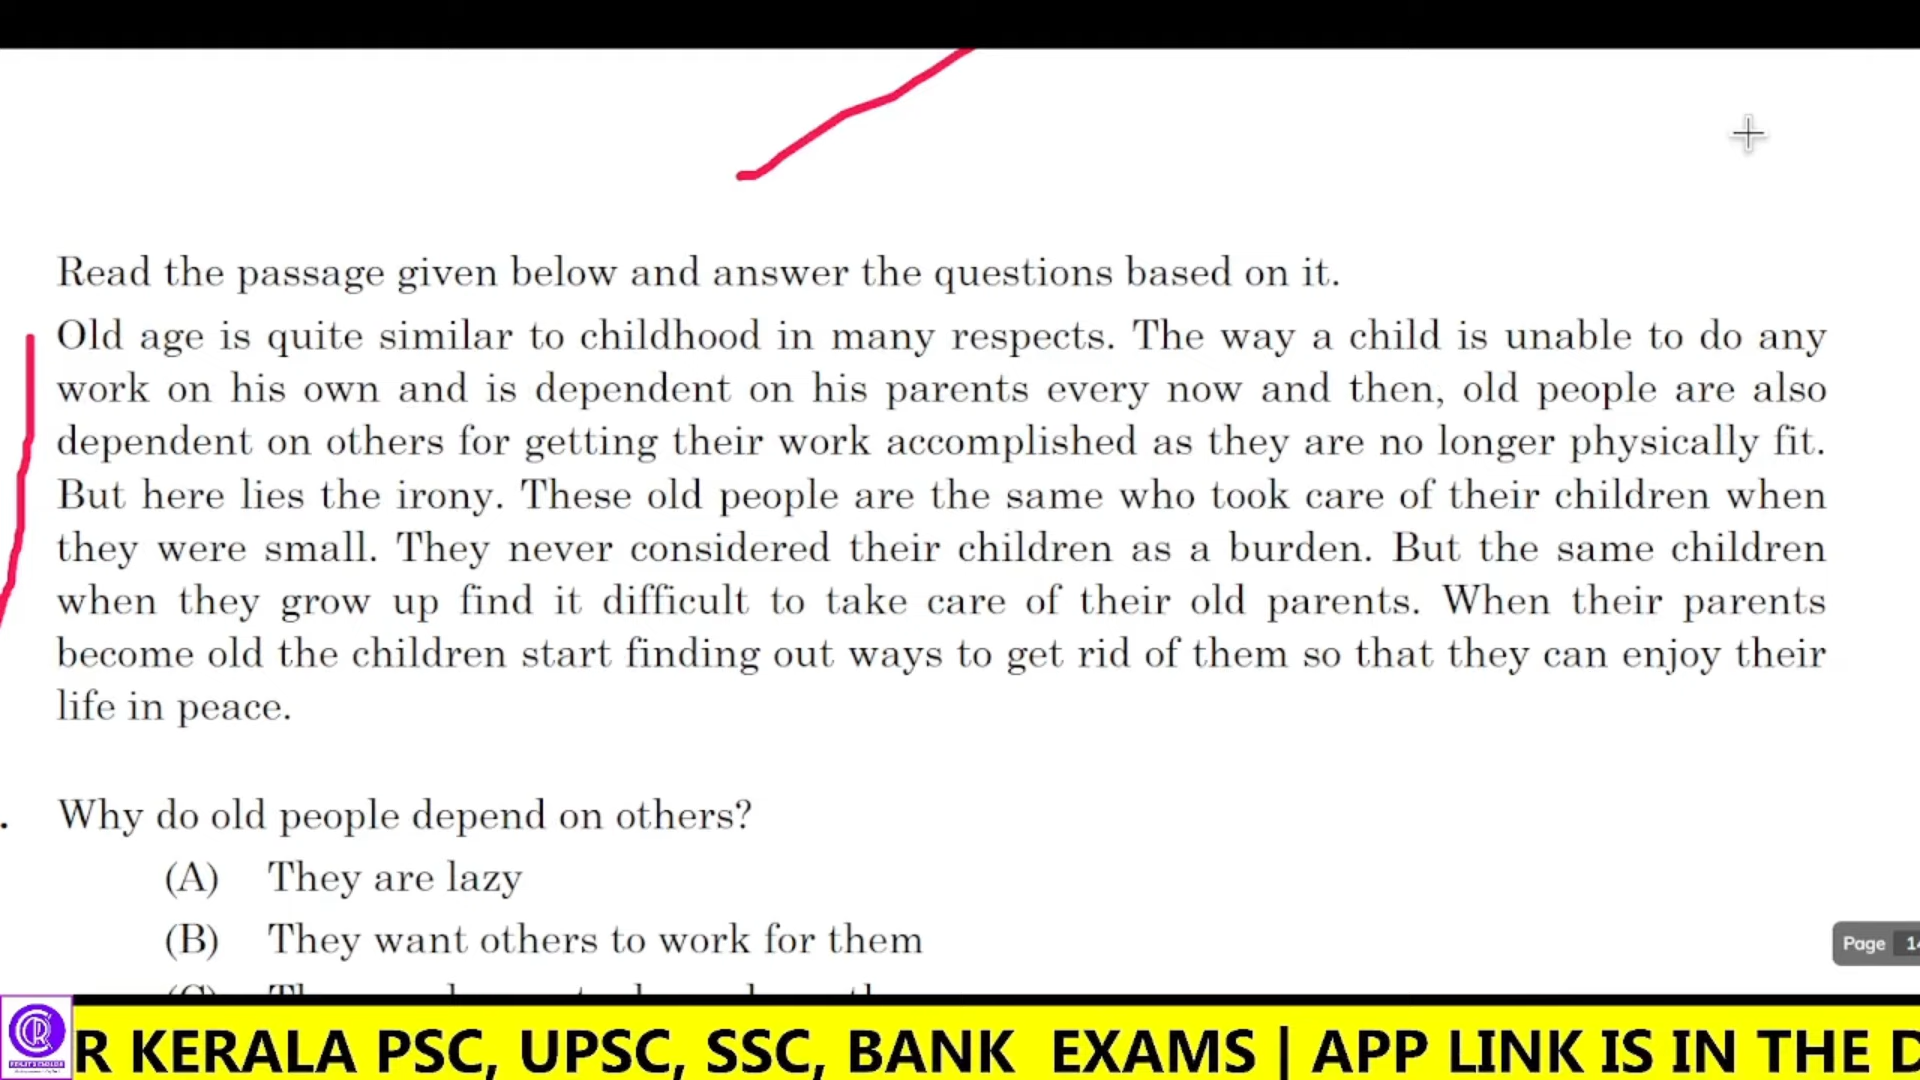 Read the passage given below and answer the questions based on it.
Old age is quite similar to childhood in many respects. The way a child is unable to do any
work on his own and is dependent on his parents every now and then, old people are also
dependent on others for getting their work accomplished as they are no longer physically fit.
But here lies the irony. These old people are the same who took care of their children when
they were small. They never considered their children as a burden. But the same children
when they grow up find it difficult to take care of their old parents. When their parents
become old the children start finding out ways to get rid of them so that they can enjoy their
life in peace.
. Why do old people depend on others?
(A) They are lazy
(B) They want others to work for them
Page 14
R KERALA PSC, UPSC, SSC, BANK EXAMS | APP LINK IS IN THE D